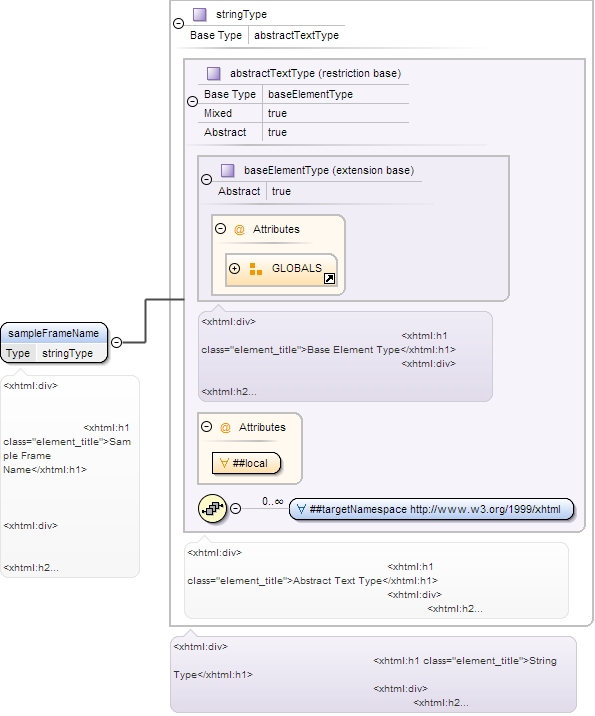 stringType
Base Type abstractTextType
abstractTextType (restriction base)
Base Type baseElementType
Mixed true
Abstract true
baseElementType (extension base)
Abstract true
@ Attributes
GLOBALS
<xhtml:div>
<xhtml:h1
class="element_title">Base Element Type</xhtml:h1>
<xhtml:div>
<xhtml:h2...
@ Attributes
##local
0..∞
##targetNamespace http://www.w3.org/1999/xhtml
<xhtml:div>
<xhtml:h1
class="element_title">Abstract Text Type</xhtml:h1>
<xhtml:div>
<xhtml:h2...
<xhtml:div>
<xhtml:h1 class="element_title">String
Type</xhtml:h1>
<xhtml:div>
<xhtml:h2...
sampleFrameName
Type stringType
<xhtml:div>
<xhtml:h1
class="element_title">Sam
ple Frame
Name</xhtml:h1>
<xhtml:div>
<xhtml:h2...